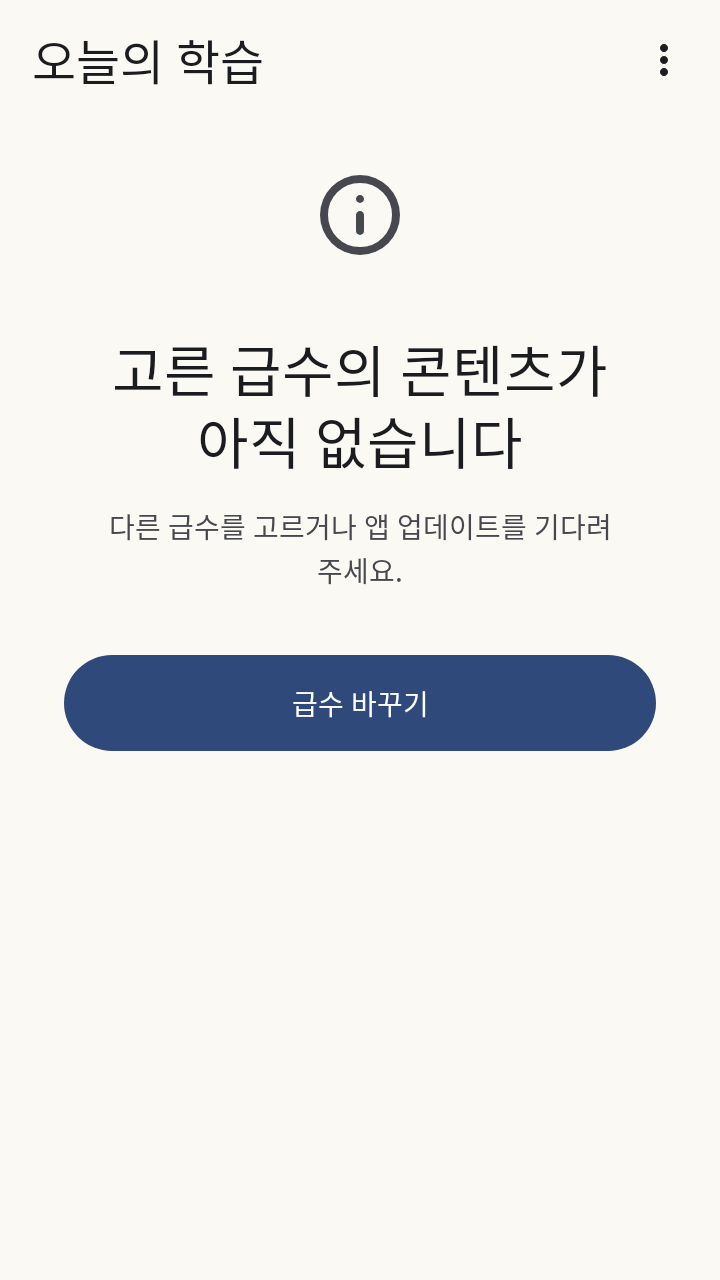 오늘의 학습
고른 급수의 콘텐츠가
아직 없습니다
다른 급수를 고르거나 앱 업데이트를 기다려
주세요.
급수 바꾸기